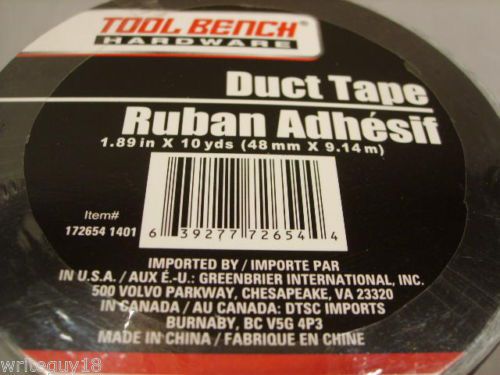 TOOL BENCH®
HARDWARE
Duct Tape
Ruban Adhésif
1.89 in X 10 yds (48 mm X 9.14 m)
Item#
172654 1401
6 39277 72654 4
IMPORTED BY / IMPORTE PAR
IN U.S.A. / AUX É.-U.: GREENBRIER INTERNATIONAL, INC.
500 VOLVO PARKWAY, CHESAPEAKE, VA 23320
IN CANADA / AU CANADA: DTSC IMPORTS
BURNABY, BC V5G 4P3
MADE IN CHINA / FABRIQUE EN CHINE
writeguy18